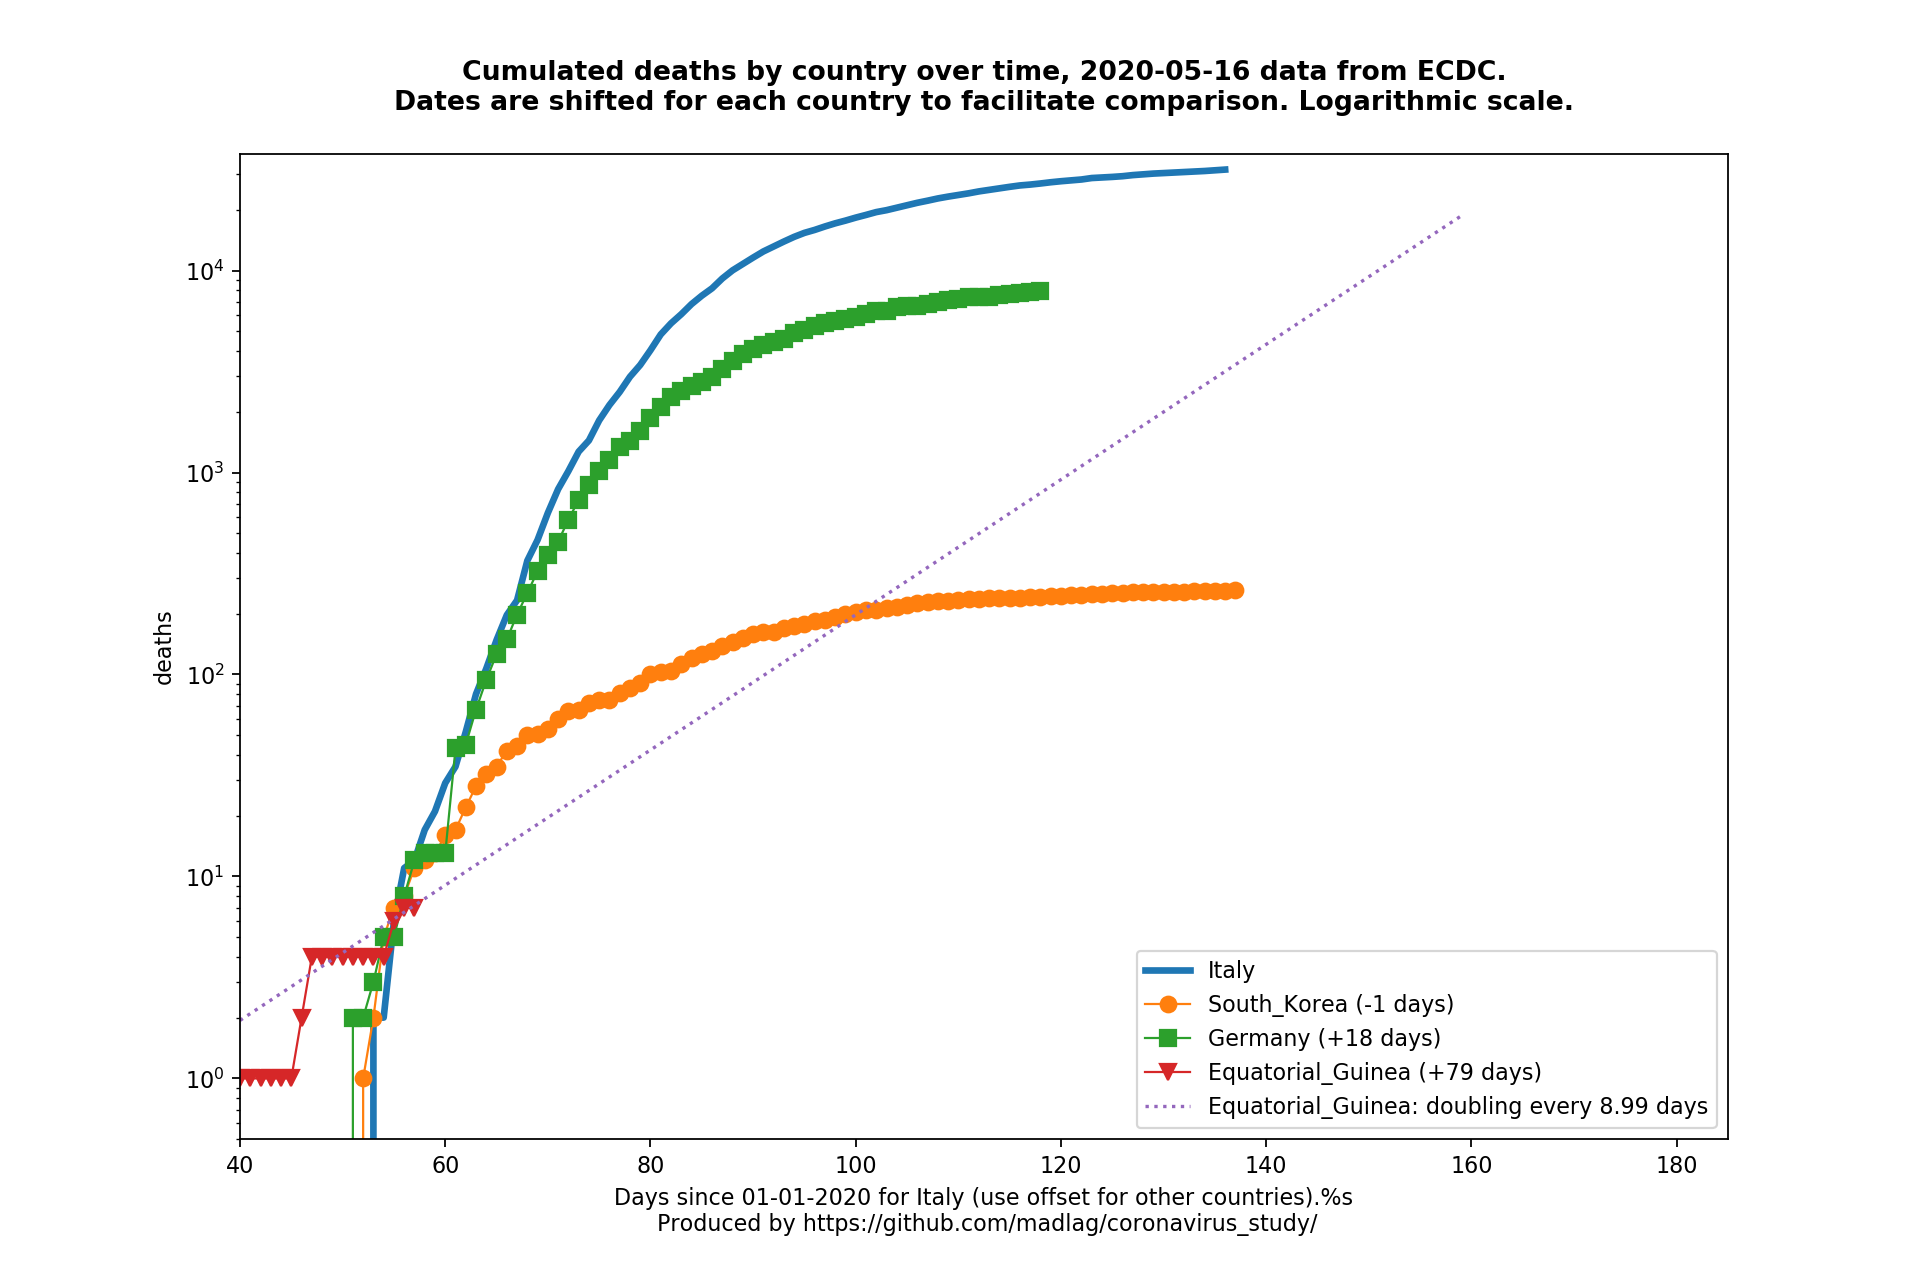 Cumulated deaths by country over time, 2020-05-16 data from ECDC.
Dates are shifted for each country to facilitate comparison. Logarithmic scale.
deaths
10^4
10^3
10^2
10^1
10^0
40 60 80 100 120 140 160 180
Italy
South_Korea (-1 days)
Germany (+18 days)
Equatorial_Guinea (+79 days)
Equatorial_Guinea: doubling every 8.99 days
Days since 01-01-2020 for Italy (use offset for other countries).%s
Produced by https://github.com/madlag/coronavirus_study/